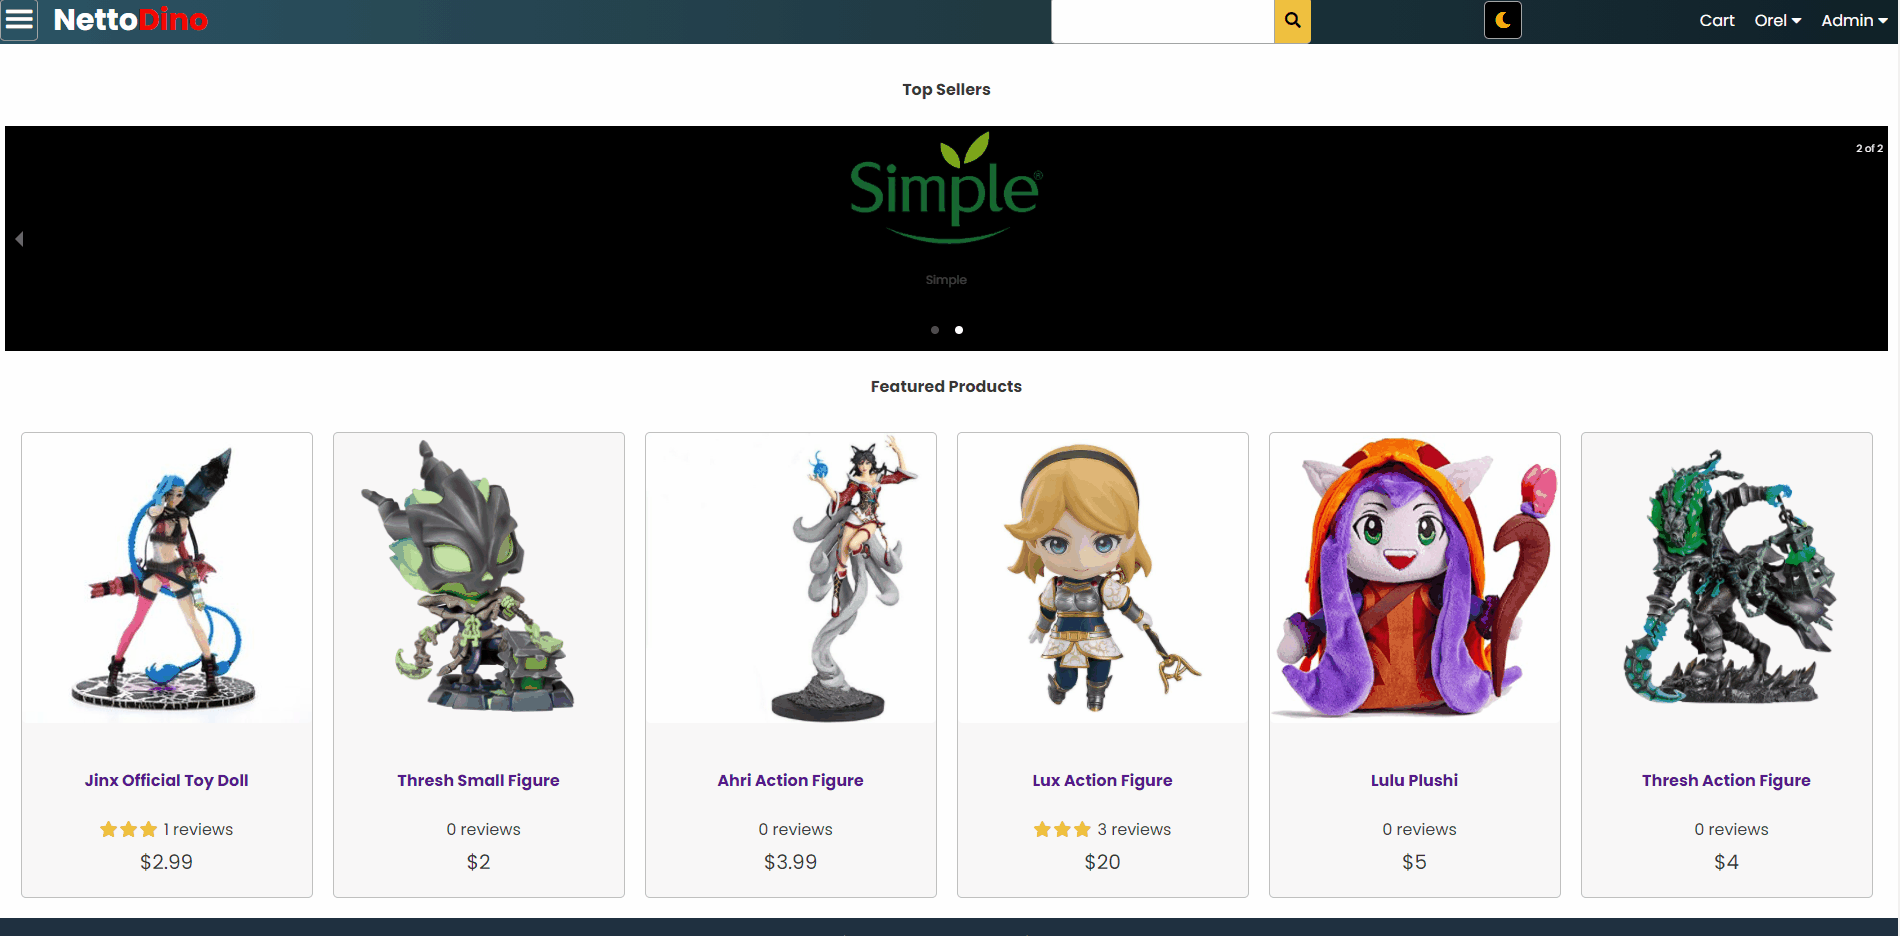 NettoDino
Cart Orel Admin
Top Sellers
Simple®
2 of 2
Simple
Featured Products
Jinx Official Toy Doll
1 reviews
$2.99
Thresh Small Figure
0 reviews
$2
Ahri Action Figure
0 reviews
$3.99
Lux Action Figure
3 reviews
$20
Lulu Plushi
0 reviews
$5
Thresh Action Figure
0 reviews
$4